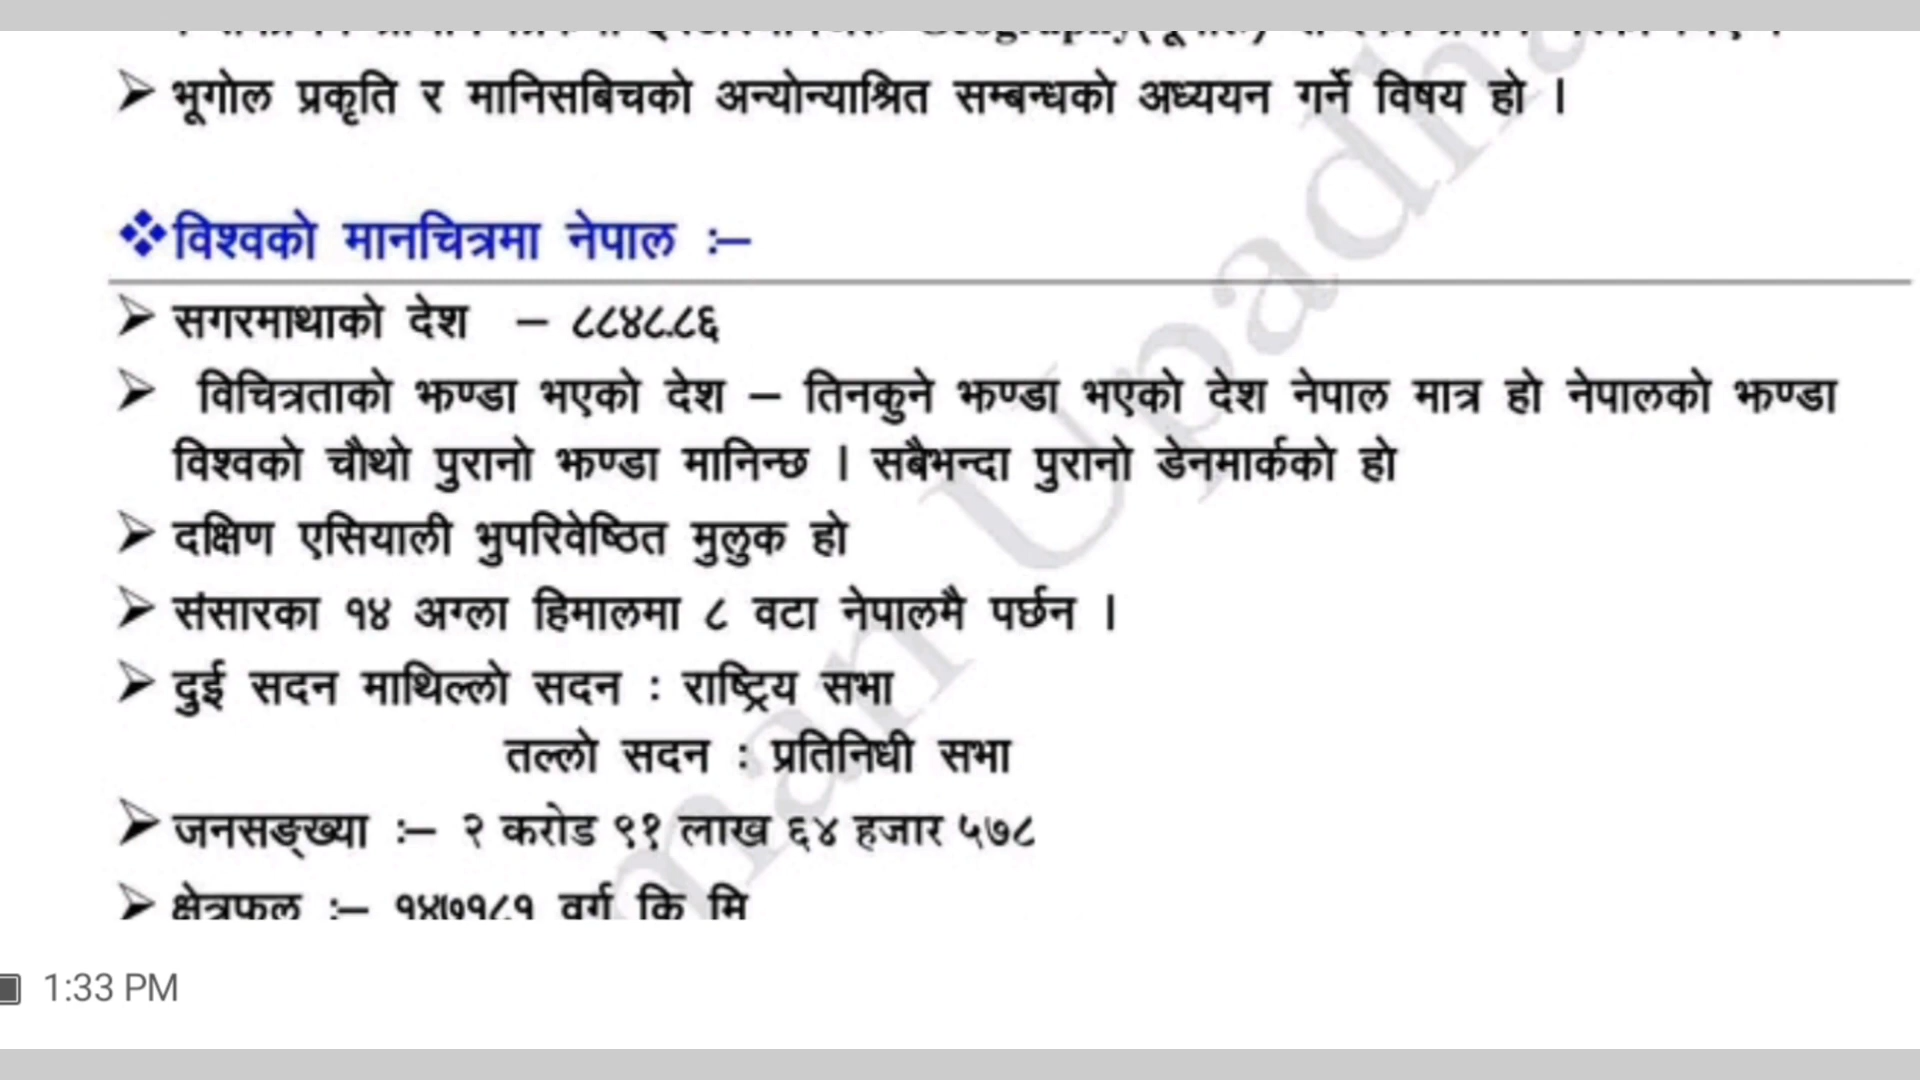 ➢ भूगोल प्रकृति र मानिसबिचको अन्योन्याश्रित सम्बन्धको अध्ययन गर्ने विषय हो ।
❖विश्वको मानचित्रमा नेपाल :–
➢ सगरमाथाको देश – ८८४८.८६
➢ विचित्रताको झण्डा भएको देश – तिनकुने झण्डा भएको देश नेपाल मात्र हो नेपालको झण्डा
विश्वको चौथो पुरानो झण्डा मानिन्छ । सबैभन्दा पुरानो डेनमार्कको हो
➢ दक्षिण एसियाली भुपरिवेष्ठित मुलुक हो
➢ संसारका १४ अग्ला हिमालमा ८ वटा नेपालमै पर्छन ।
➢ दुई सदन माथिल्लो सदन : राष्ट्रिय सभा
तल्लो सदन : प्रतिनिधी सभा
➢ जनसङ्ख्या :– २ करोड ९१ लाख ६४ हजार ५७८
➢ क्षेत्रफल :– १४७१८१ वर्ग कि मि
1:33 PM